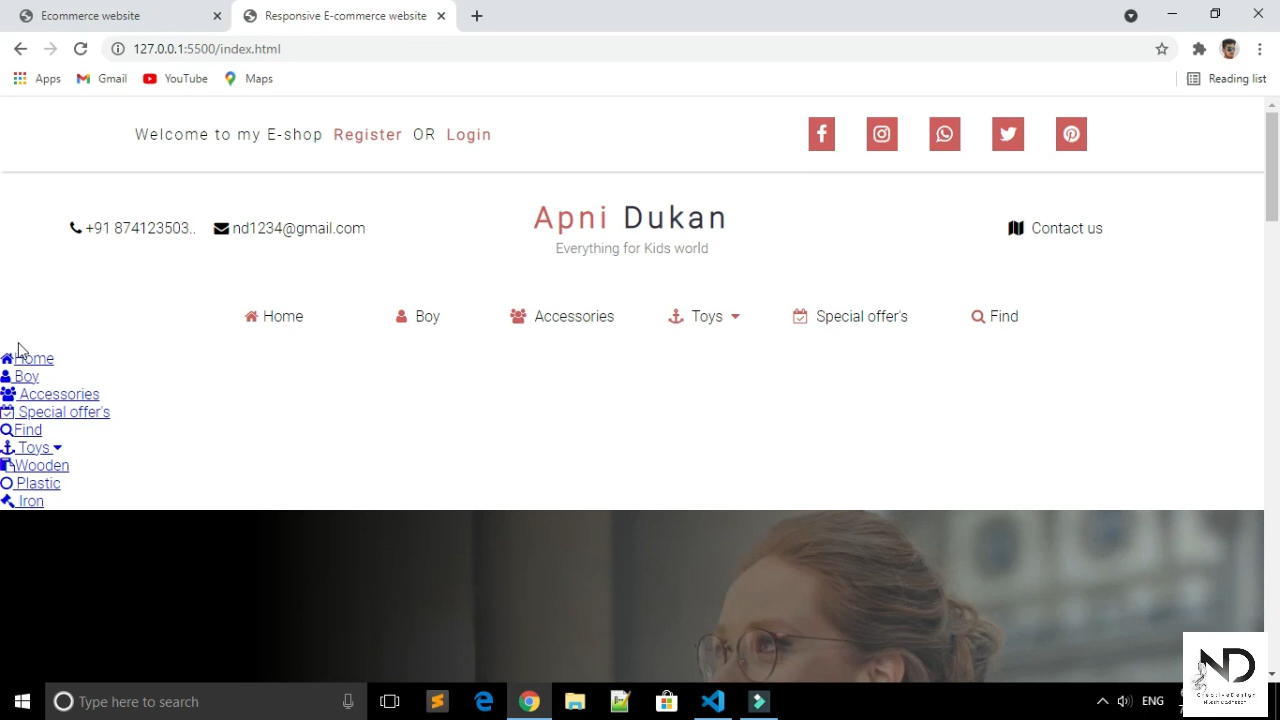 Ecommerce website
Responsive E-commerce website
127.0.0.1:5500/index.html
Apps Gmail YouTube Maps Reading list
Welcome to my E-shop Register OR Login
+91 874123503.. nd1234@gmail.com
Apni Dukan
Everything for Kids world
Contact us
Home Boy Accessories Toys Special offer's Find
Home
Boy
Accessories
Special offer's
Find
Toys
Wooden
Plastic
Iron
ND
Type here to search
ENG